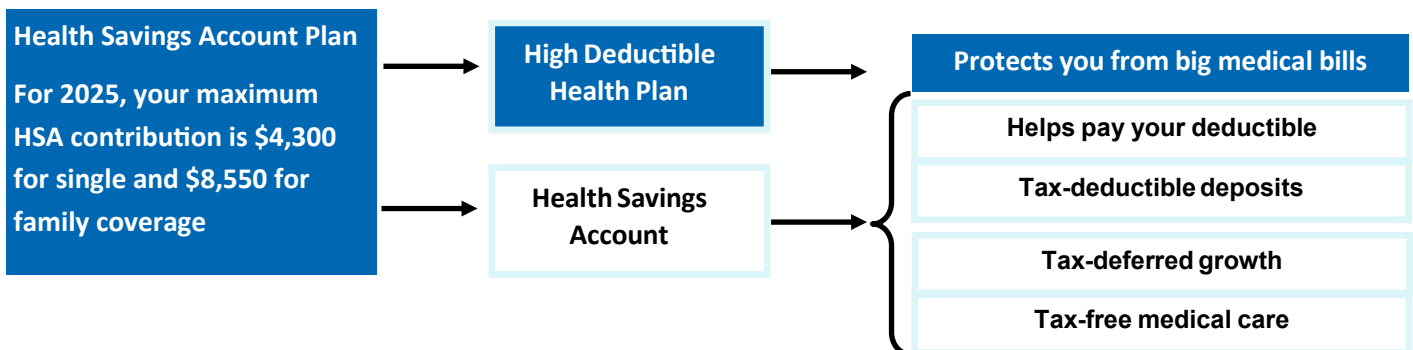 Health Savings Account Plan
For 2025, your maximum
HSA contribution is $4,300
for single and $8,550 for
family coverage
High Deductible
Health Plan
Health Savings
Account
Protects you from big medical bills
Helps pay your deductible
Tax-deductible deposits
Tax-deferred growth
Tax-free medical care